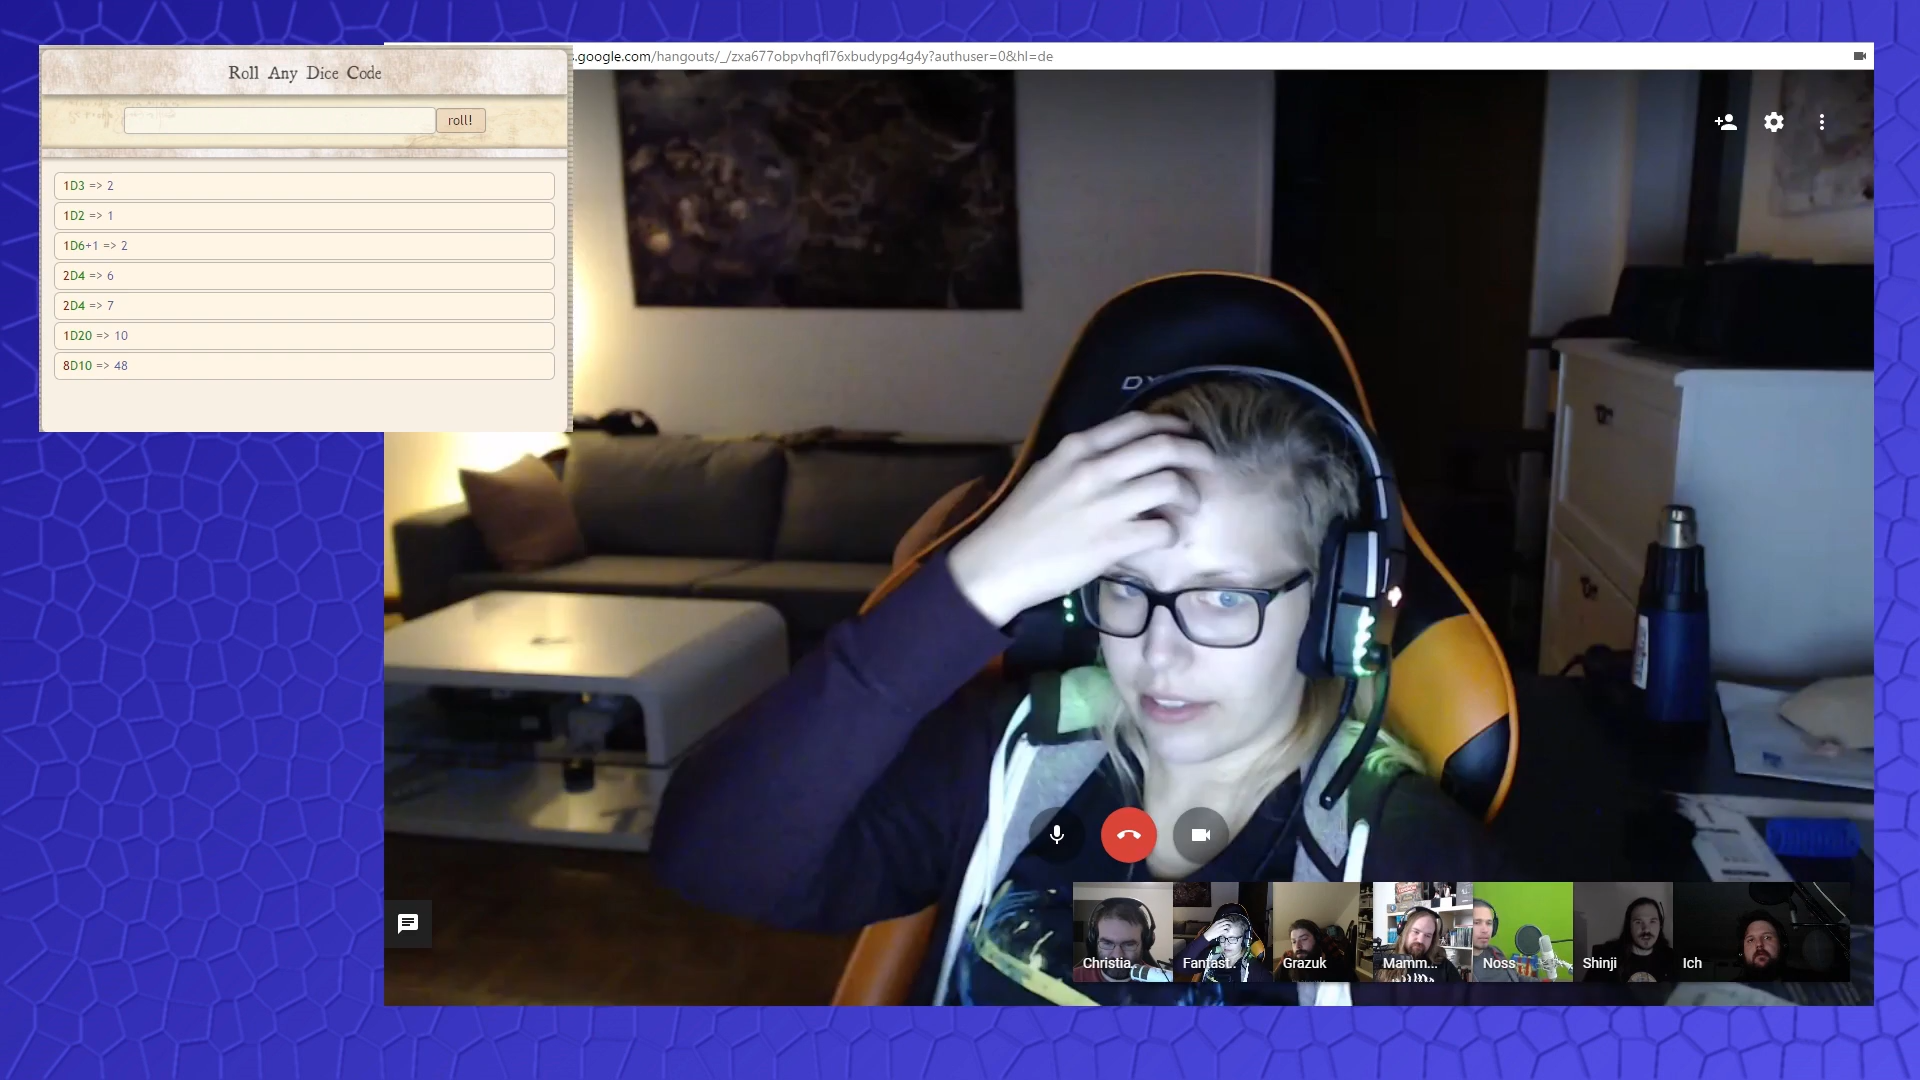 s.google.com/hangouts/_/zxa677obpvhqfl76xbudypg4g4y?authuser=0&hl=de
Roll Any Dice Code
roll!
1D3 => 2
1D2 => 1
1D6+1 => 2
2D4 => 6
2D4 => 7
1D20 => 10
8D10 => 48
Christia..
Fantast..
Grazuk
Mamm...
Noss
Shinji
Ich